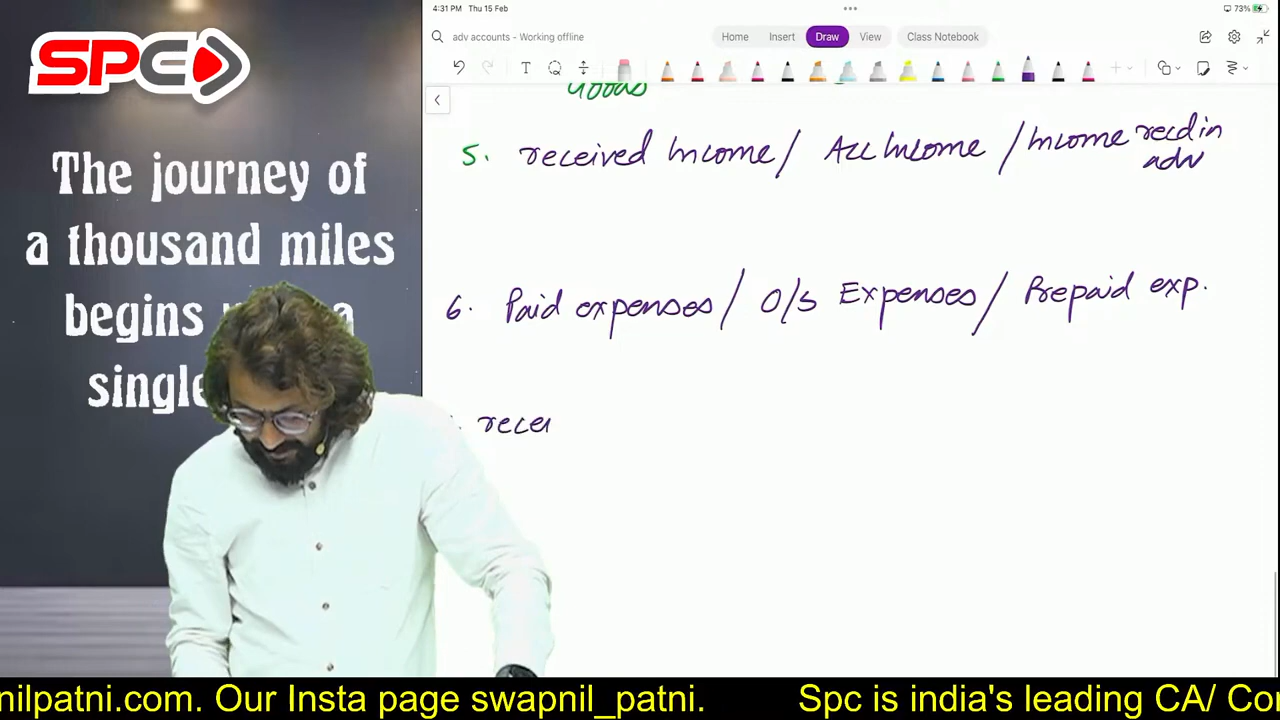 4:31 PM Thu 15 Feb
73%
adv accounts - Working offline
Home Insert Draw View Class Notebook
SPC
The journey of
a thousand miles
begins
a
single
Goods
5. received Income / Acc Income / Income recd in
adv
6. Paid expenses / O/S Expenses / Prepaid exp.
. rece
nilpatni.com. Our Insta page swapnil_patni. Spc is india's leading CA/ Co